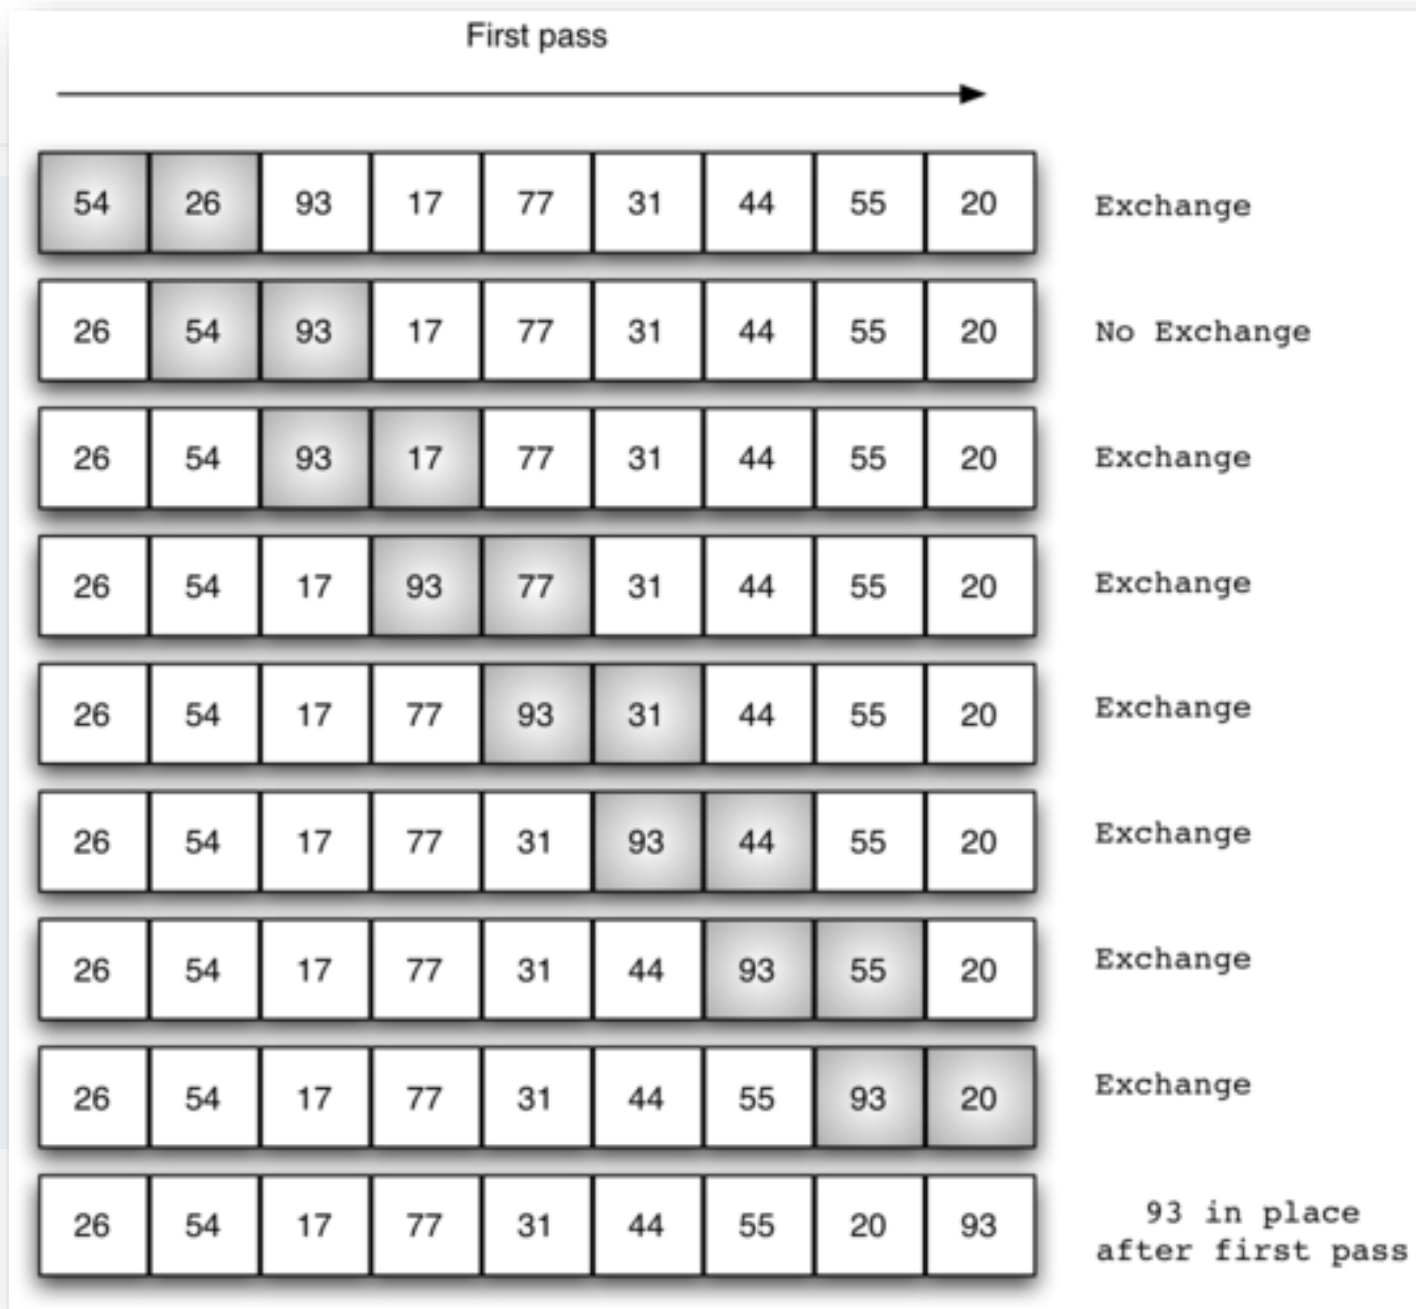 First pass
54 26 93 17 77 31 44 55 20 Exchange
26 54 93 17 77 31 44 55 20 No Exchange
26 54 93 17 77 31 44 55 20 Exchange
26 54 17 93 77 31 44 55 20 Exchange
26 54 17 77 93 31 44 55 20 Exchange
26 54 17 77 31 93 44 55 20 Exchange
26 54 17 77 31 44 93 55 20 Exchange
26 54 17 77 31 44 55 93 20 Exchange
26 54 17 77 31 44 55 20 93 93 in place
after first pass